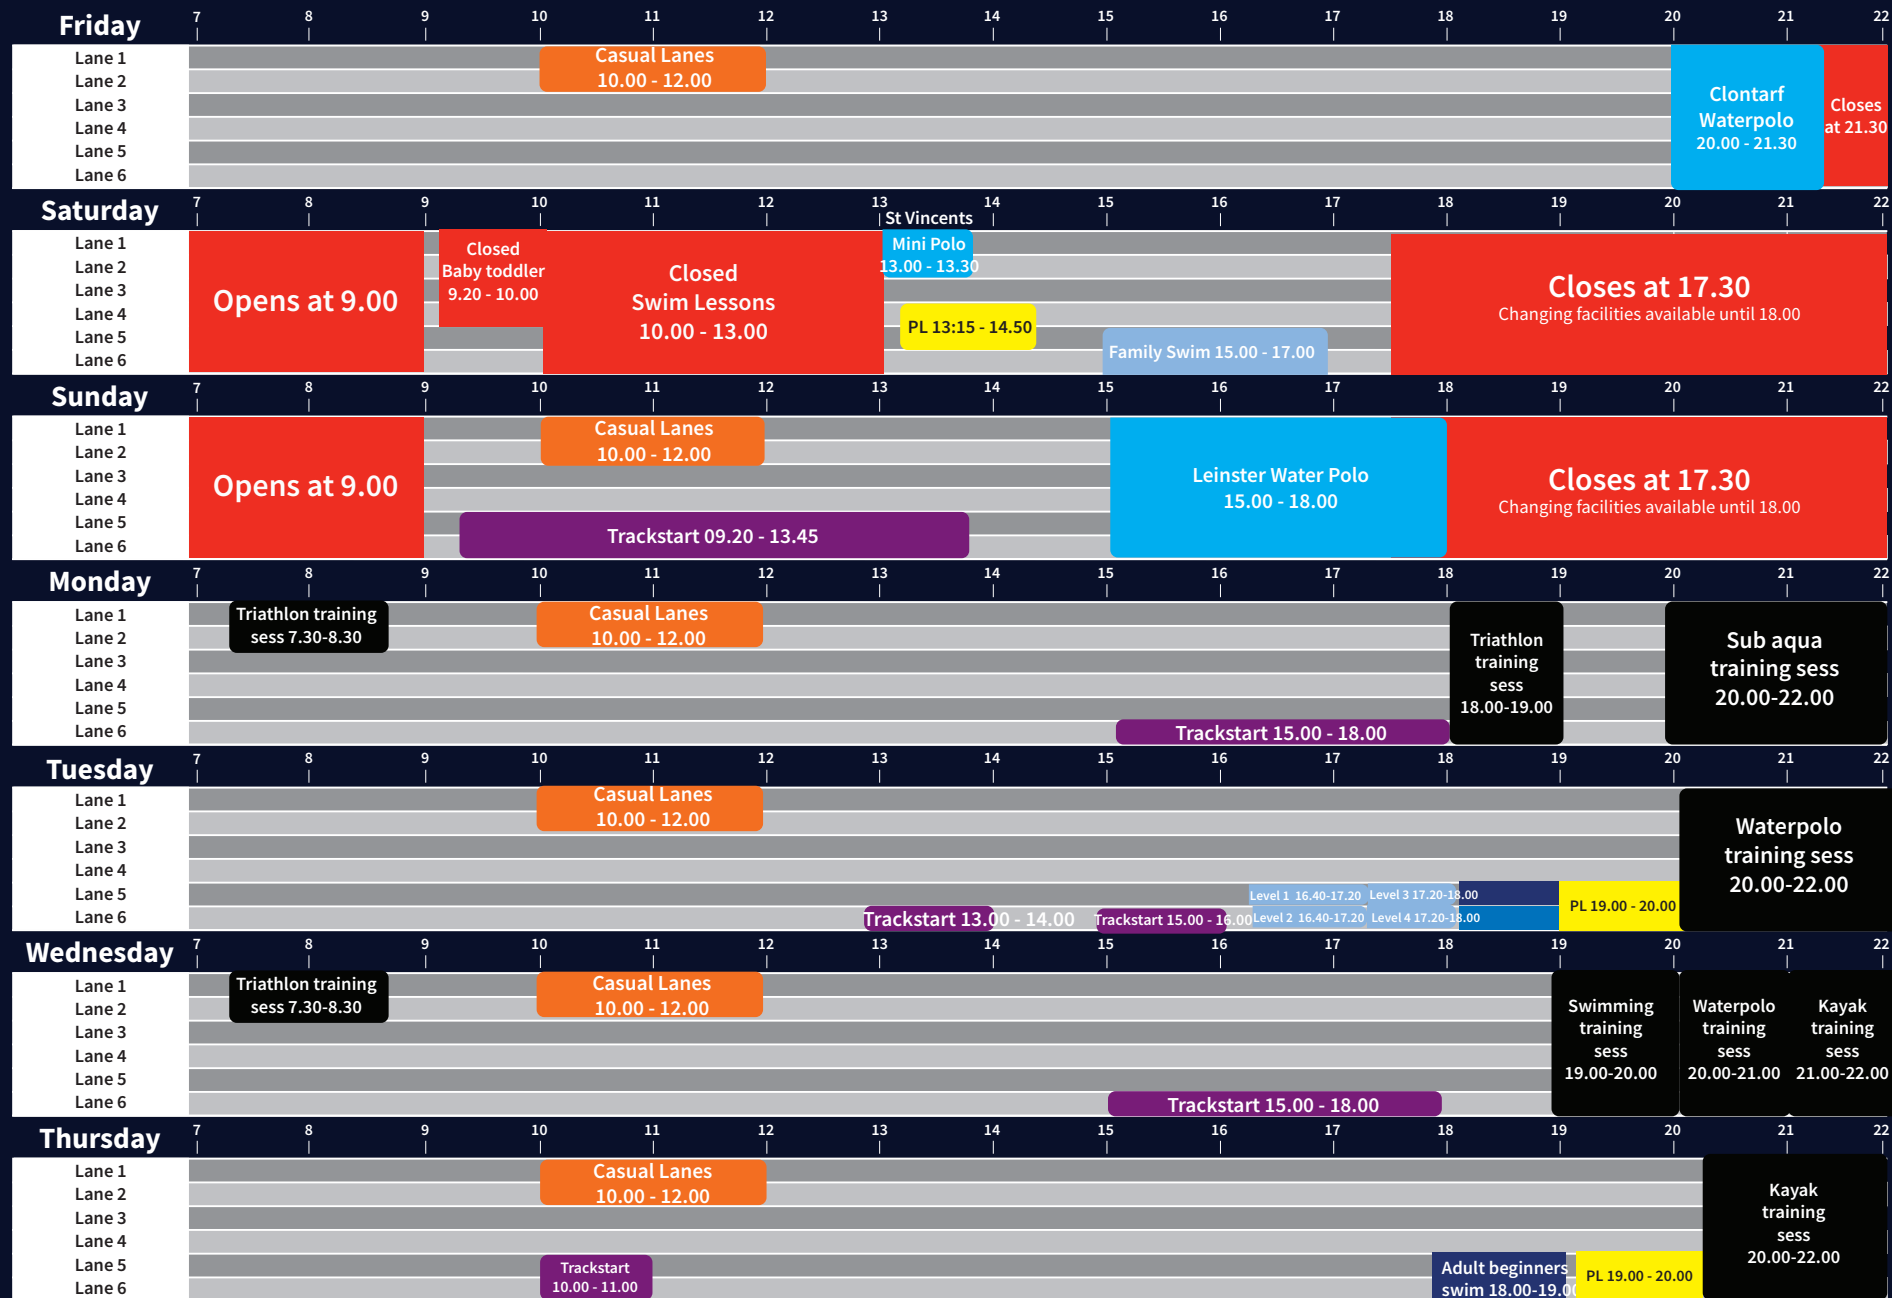 Friday
7 8 9 10 11 12 13 14 15 16 17 18 19 20 21 22
Lane 1
Lane 2
Lane 3
Lane 4
Lane 5
Lane 6
Casual Lanes
10.00 - 12.00
Clontarf
Waterpolo
20.00 - 21.30
Closes
at 21.30
Saturday
7 8 9 10 11 12 13 14 15 16 17 18 19 20 21 22
Lane 1
Lane 2
Lane 3
Lane 4
Lane 5
Lane 6
Opens at 9.00
Closed
Baby toddler
9.20 - 10.00
Closed
Swim Lessons
10.00 - 13.00
St Vincents
Mini Polo
13.00 - 13.30
PL 13:15 - 14.50
Family Swim 15.00 - 17.00
Closes at 17.30
Changing facilities available until 18.00
Sunday
7 8 9 10 11 12 13 14 15 16 17 18 19 20 21 22
Lane 1
Lane 2
Lane 3
Lane 4
Lane 5
Lane 6
Opens at 9.00
Casual Lanes
10.00 - 12.00
Trackstart 09.20 - 13.45
Leinster Water Polo
15.00 - 18.00
Closes at 17.30
Changing facilities available until 18.00
Monday
7 8 9 10 11 12 13 14 15 16 17 18 19 20 21 22
Lane 1
Lane 2
Lane 3
Lane 4
Lane 5
Lane 6
Triathlon training
sess 7.30-8.30
Casual Lanes
10.00 - 12.00
Trackstart 15.00 - 18.00
Triathlon
training
sess
18.00-19.00
Sub aqua
training sess
20.00-22.00
Tuesday
7 8 9 10 11 12 13 14 15 16 17 18 19 20 21 22
Lane 1
Lane 2
Lane 3
Lane 4
Lane 5
Lane 6
Casual Lanes
10.00 - 12.00
Trackstart 13.00 - 14.00
Trackstart 15.00 - 16.00
Level 1 16.40-17.20
Level 3 17.20-18.00
Level 2 16.40-17.20
Level 4 17.20-18.00
PL 19.00 - 20.00
Waterpolo
training sess
20.00-22.00
Wednesday
7 8 9 10 11 12 13 14 15 16 17 18 19 20 21 22
Lane 1
Lane 2
Lane 3
Lane 4
Lane 5
Lane 6
Triathlon training
sess 7.30-8.30
Casual Lanes
10.00 - 12.00
Trackstart 15.00 - 18.00
Swimming
training
sess
19.00-20.00
Waterpolo
training
sess
20.00-21.00
Kayak
training
sess
21.00-22.00
Thursday
7 8 9 10 11 12 13 14 15 16 17 18 19 20 21 22
Lane 1
Lane 2
Lane 3
Lane 4
Lane 5
Lane 6
Casual Lanes
10.00 - 12.00
Trackstart
10.00 - 11.00
Adult beginners
swim 18.00-19.00
PL 19.00 - 20.00
Kayak
training
sess
20.00-22.00